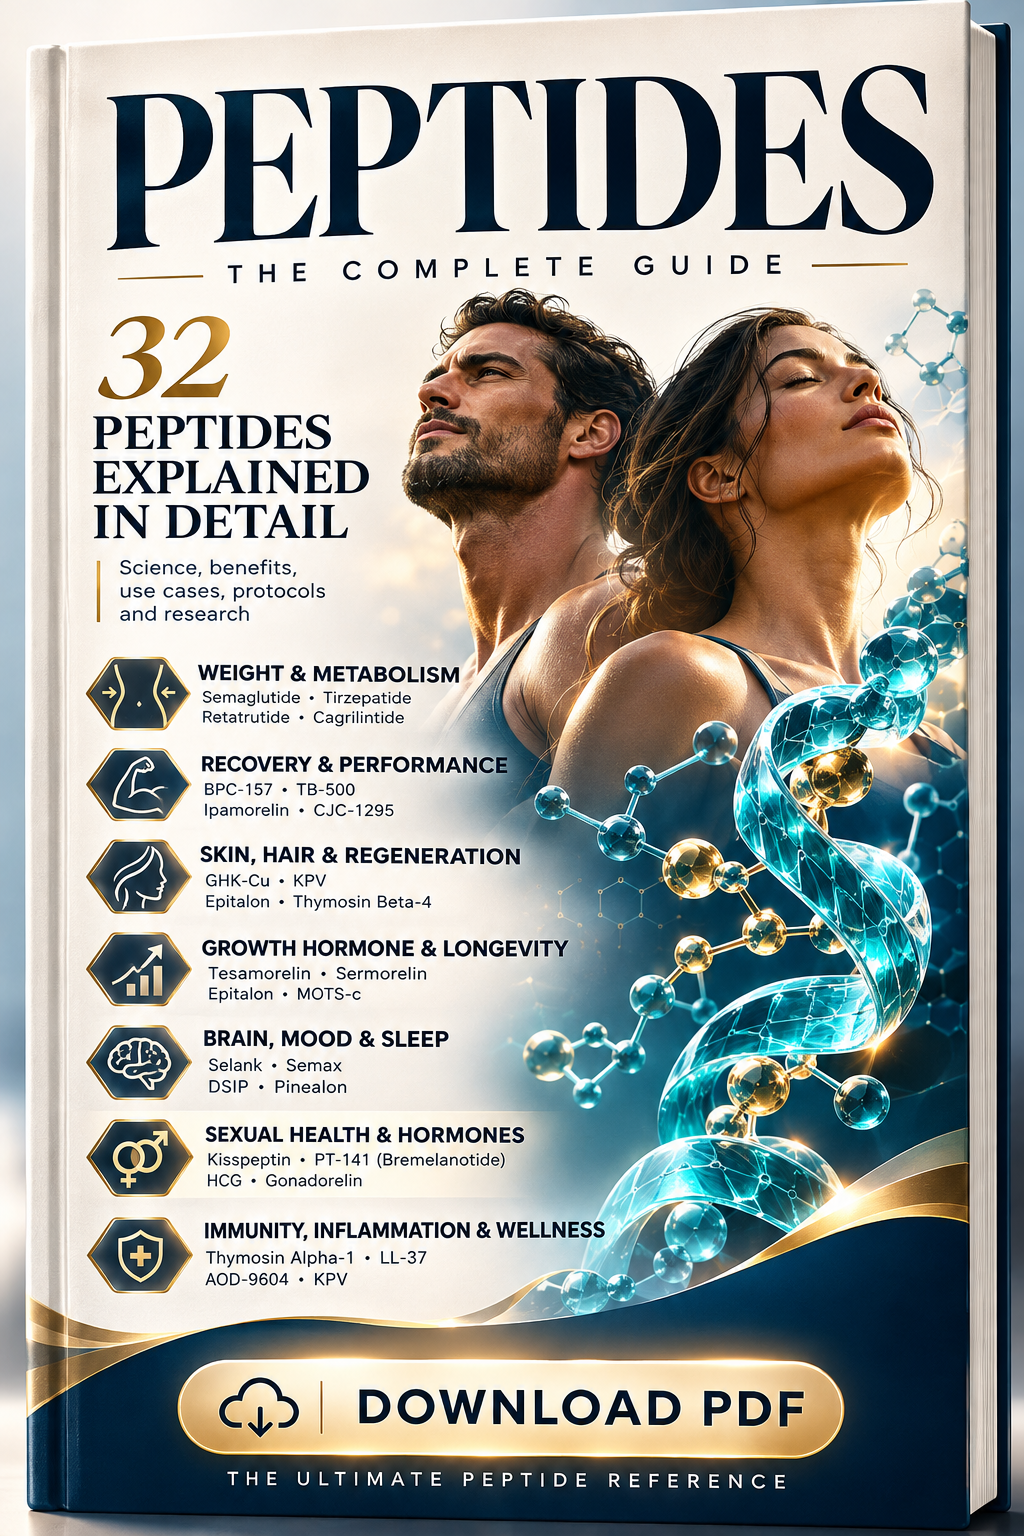 PEPTIDES
THE COMPLETE GUIDE
32
PEPTIDES
EXPLAINED
IN DETAIL
Science, benefits,
use cases, protocols
and research
WEIGHT & METABOLISM
Semaglutide • Tirzepatide
Retatrutide • Cagrilintide
RECOVERY & PERFORMANCE
BPC-157 • TB-500
Ipamorelin • CJC-1295
SKIN, HAIR & REGENERATION
GHK-Cu • KPV
Epitalon • Thymosin Beta-4
GROWTH HORMONE & LONGEVITY
Tesamorelin • Sermorelin
Epitalon • MOTS-c
BRAIN, MOOD & SLEEP
Selank • Semax
DSIP • Pinealon
SEXUAL HEALTH & HORMONES
Kisspeptin • PT-141 (Bremelanotide)
HCG • Gonadorelin
IMMUNITY, INFLAMMATION & WELLNESS
Thymosin Alpha-1 • LL-37
AOD-9604 • KPV
DOWNLOAD PDF
THE ULTIMATE PEPTIDE REFERENCE